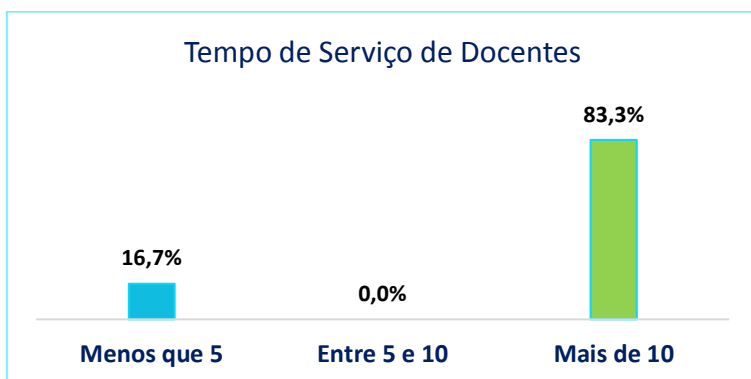 Tempo de Serviço de Docentes
83,3%
16,7%
0,0%
Menos que 5
Entre 5 e 10
Mais de 10